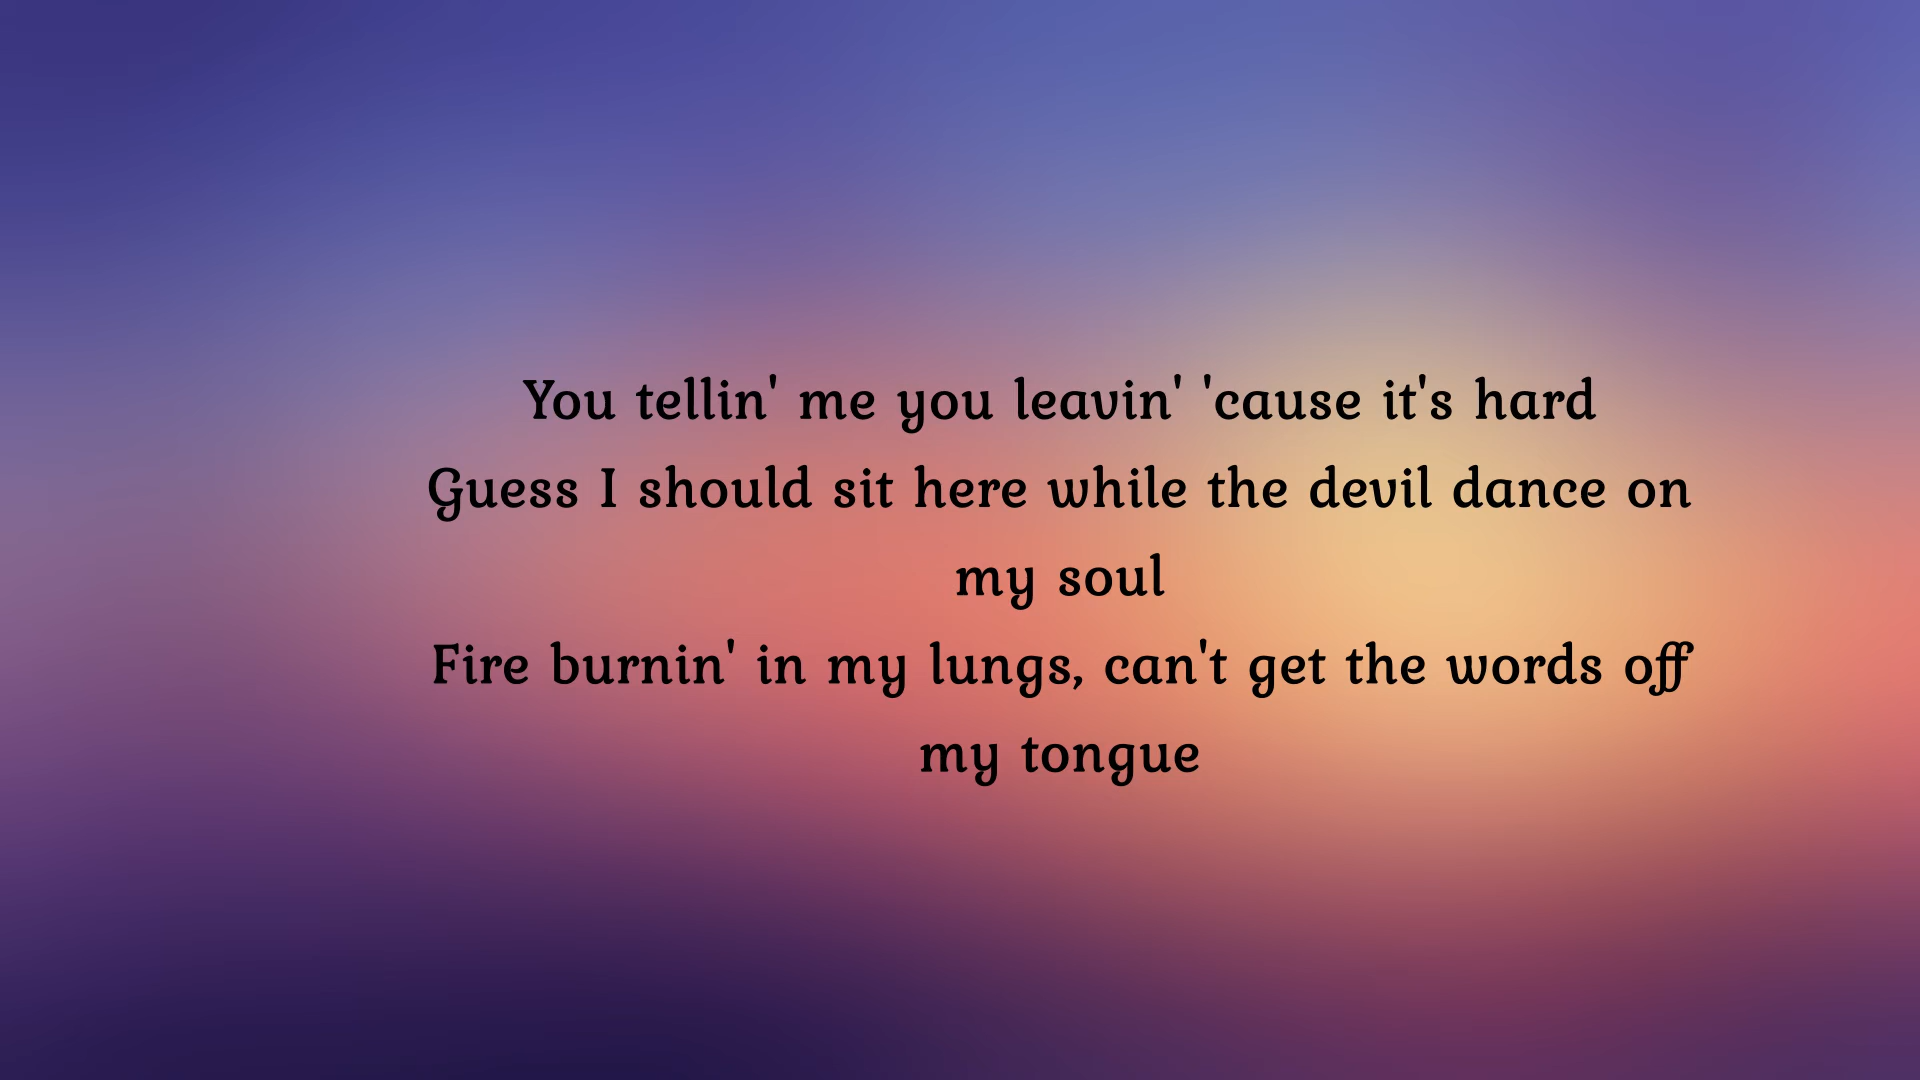 You tellin' me you leavin' 'cause it's hard
Guess I should sit here while the devil dance on
my soul
Fire burnin' in my lungs, can't get the words off
my tongue